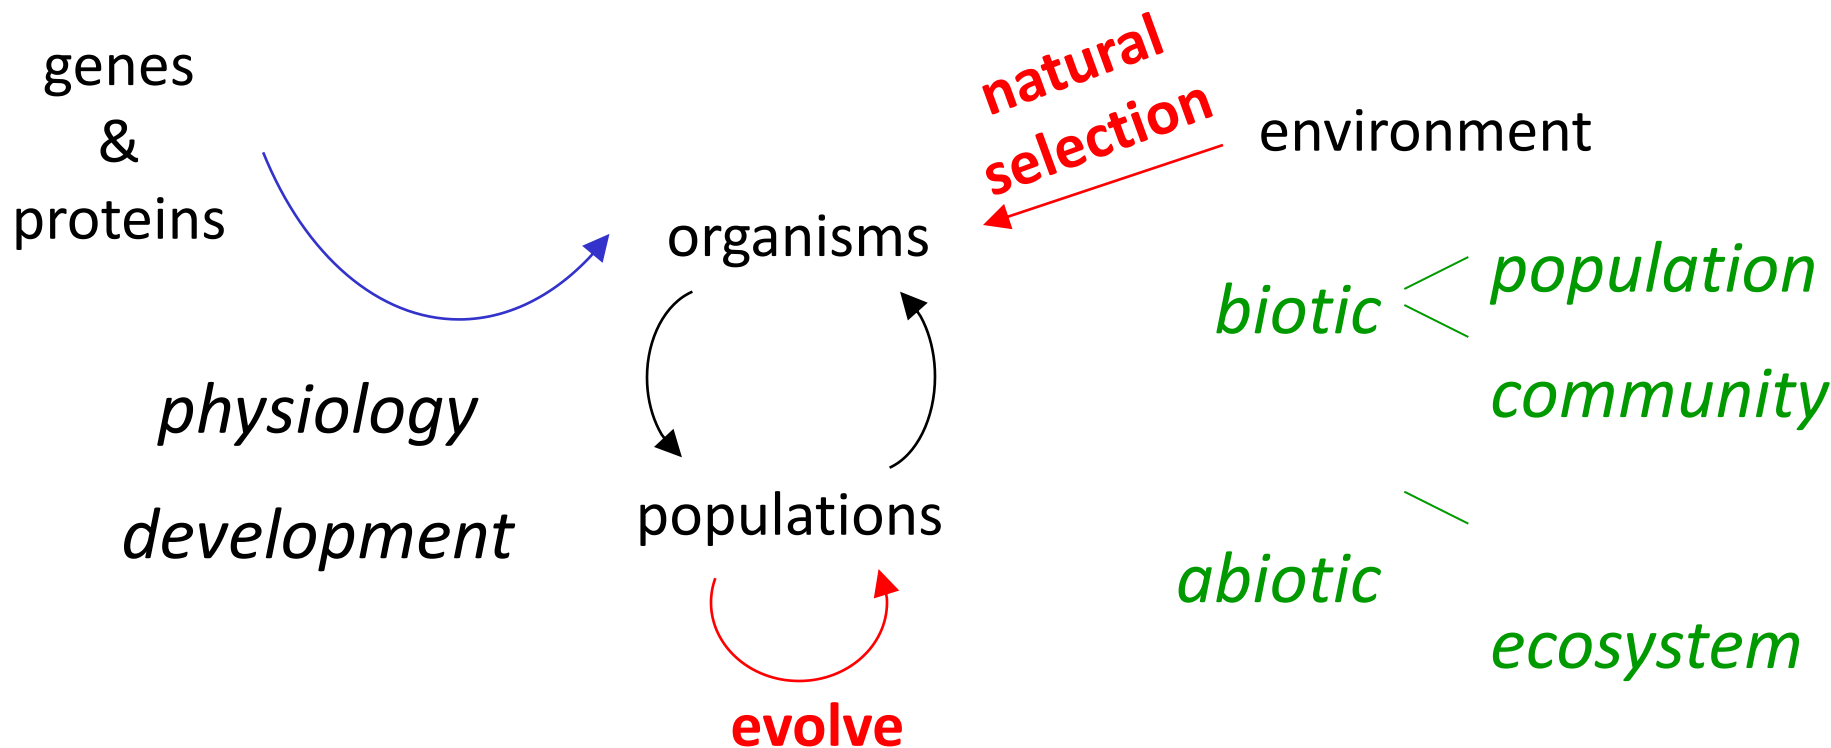 genes
&
proteins
physiology
development
organisms
populations
evolve
natural
selection
environment
biotic
population
community
abiotic
ecosystem